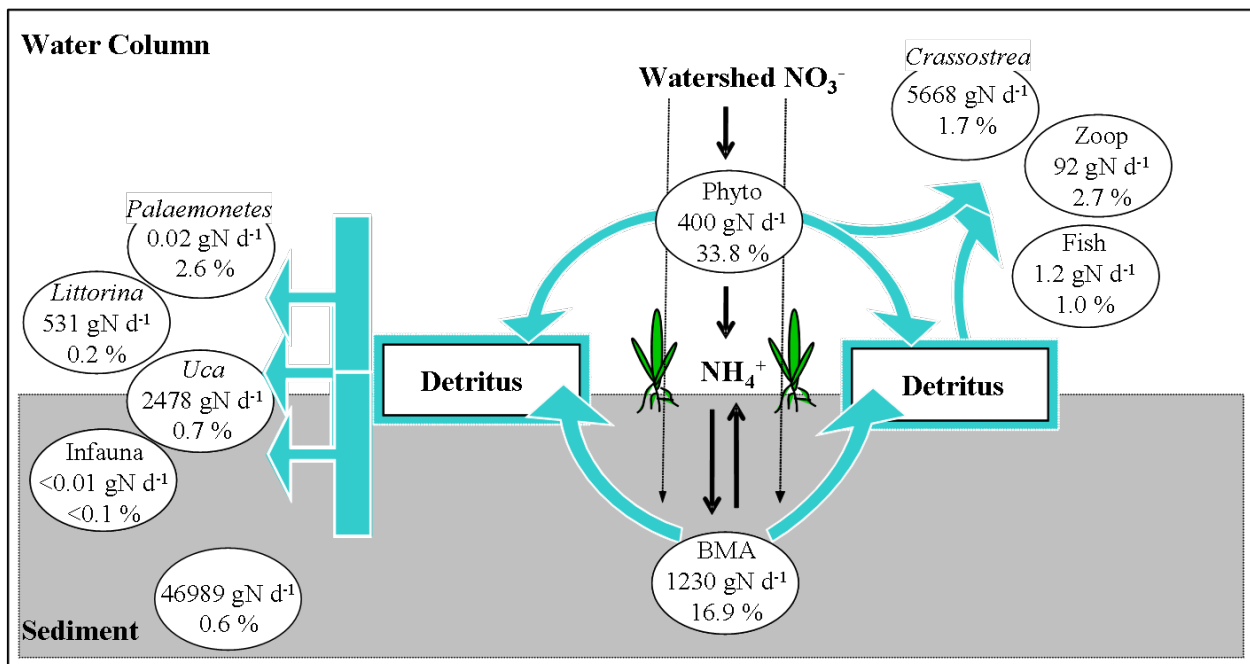 Water Column
Watershed NO₃⁻
Crassostrea
5668 gN d⁻¹
1.7 %
Zoop
92 gN d⁻¹
2.7 %
Fish
1.2 gN d⁻¹
1.0 %
Phyto
400 gN d⁻¹
33.8 %
Palaemonetes
0.02 gN d⁻¹
2.6 %
Littorina
531 gN d⁻¹
0.2 %
Uca
2478 gN d⁻¹
0.7 %
Infauna
<0.01 gN d⁻¹
<0.1 %
Detritus
NH₄⁺
Detritus
BMA
1230 gN d⁻¹
16.9 %
46989 gN d⁻¹
0.6 %
Sediment